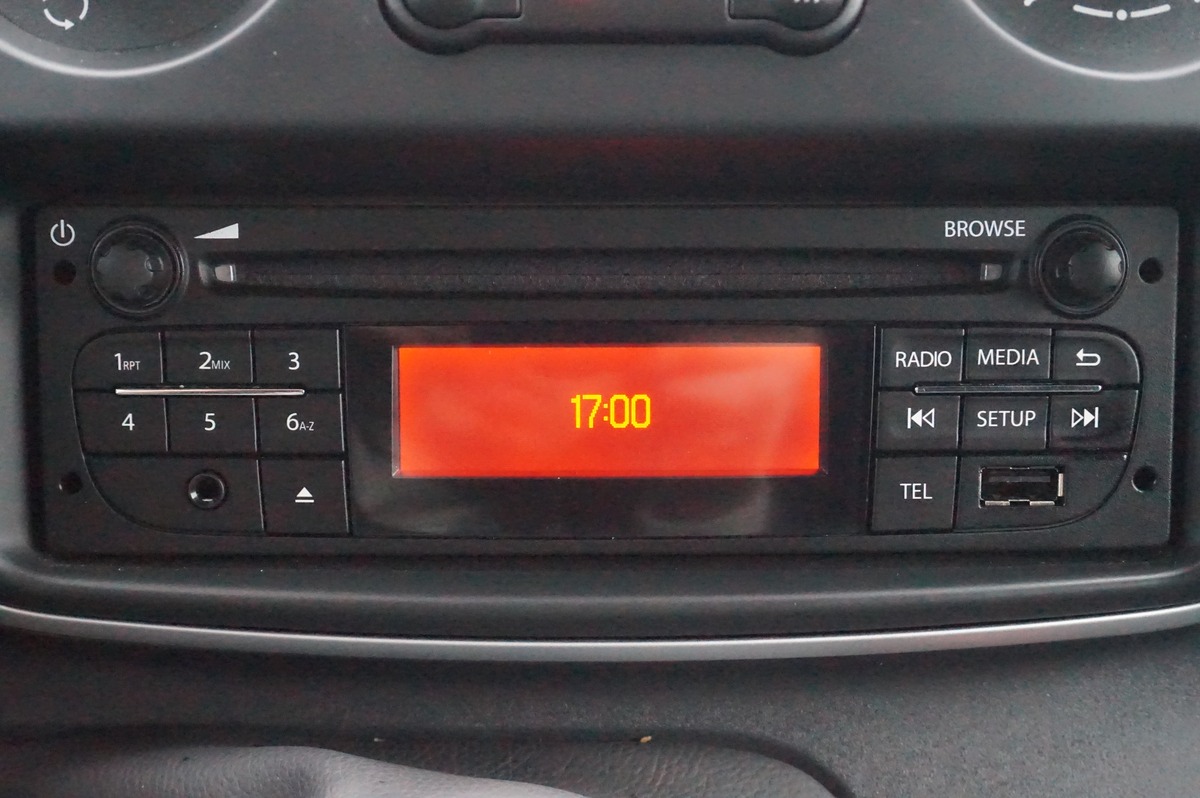 BROWSE
1RPT 2MIX 3
4 5 6A-Z
17:00
RADIO MEDIA
SETUP
TEL